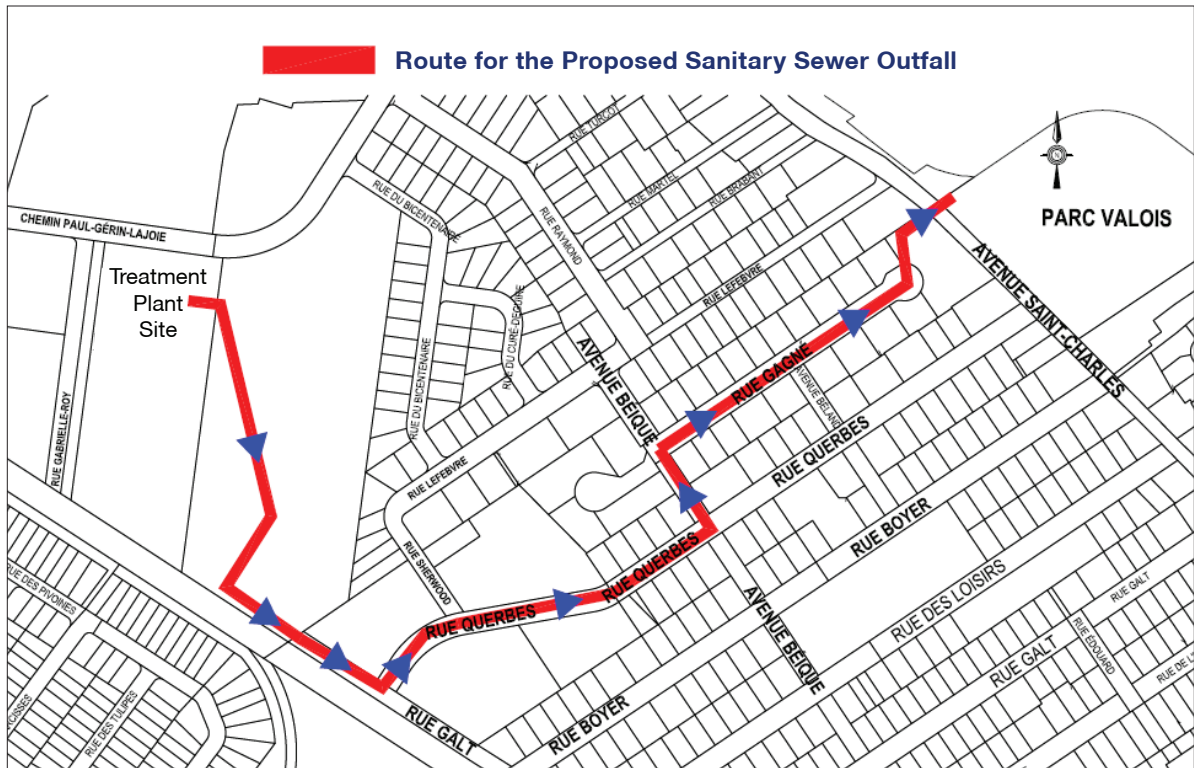 Route for the Proposed Sanitary Sewer Outfall
RUE TURCOT
RUE MARTEL
RUE BRABANT
N
PARC VALOIS
RUE DU BICENTENAIRE
RUE RAYMOND
CHEMIN PAUL-GÉRIN-LAJOIE
Treatment
Plant
Site
RUE LEFEBVRE
AVENUE SAINT-CHARLES
RUE DU CURÉ-DEGUIRE
RUE DU BICENTENAIRE
AVENUE BÉIQUE
RUE GAGNÉ
AVENUE BÉLAND
RUE GABRIELLE-ROY
RUE LEFEBVRE
RUE QUERBES
RUE BOYER
RUE SHERWOOD
RUE QUERBES
RUE QUERBES
RUE DES PIVOINES
AVENUE BÉIQUE
RUE DES LOISIRS
RUE GALT
RUE GALT
RUE ÉDOUARD
RUE DE L'
RUE GALT
RUE BOYER
RCISSES
RUE DES TULIPES